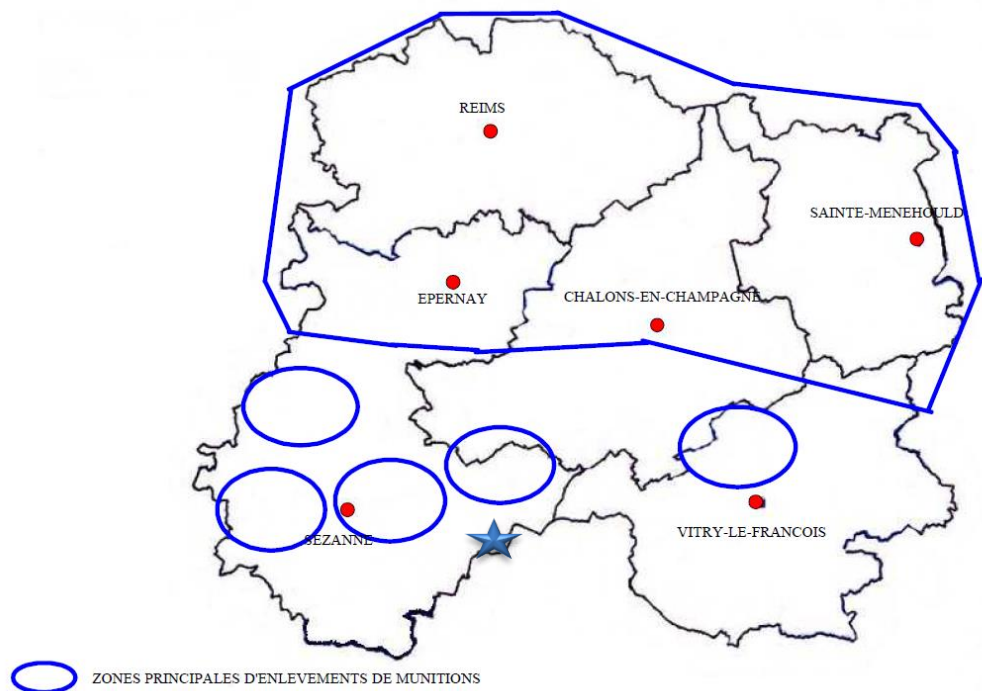 REIMS
SAINTE-MENEHOULD
EPERNAY
CHALONS-EN-CHAMPAGNE
SEZANNE
VITRY-LE-FRANCOIS
ZONES PRINCIPALES D'ENLEVEMENTS DE MUNITIONS